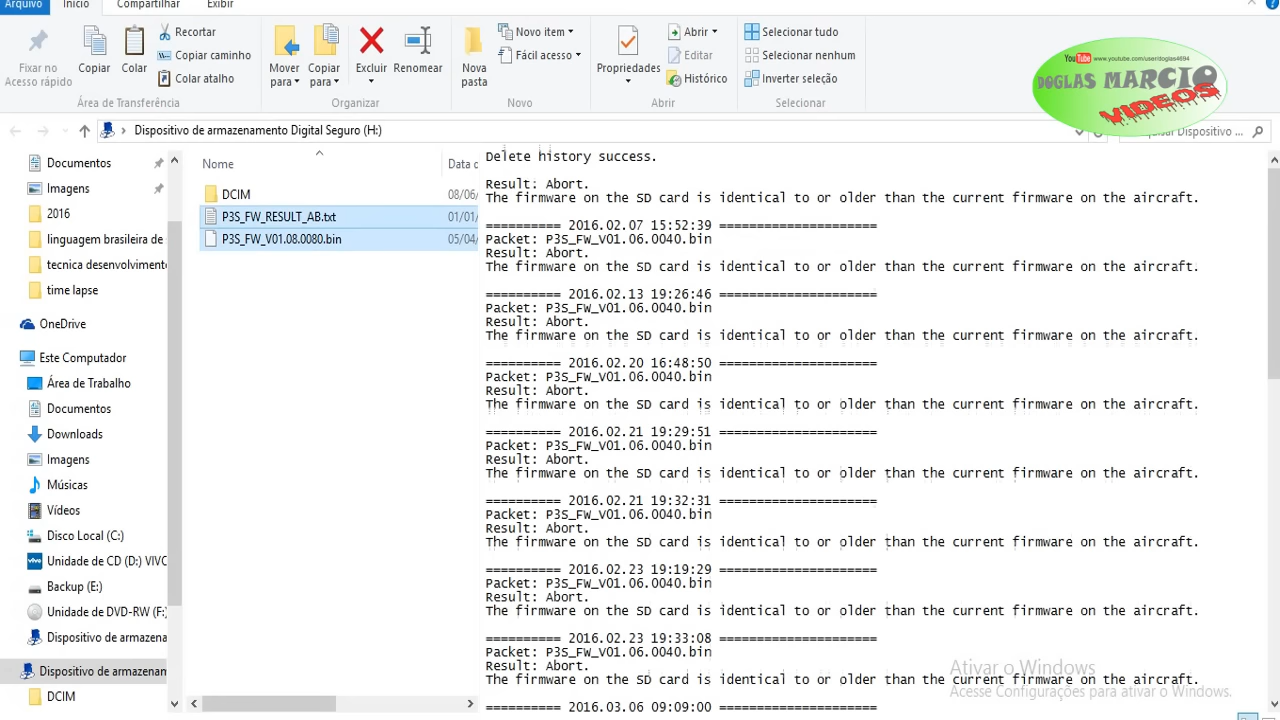 Arquivo Início Compartilhar Exibir
Fixar no Acesso rápido
Copiar
Colar
Recortar
Copiar caminho
Colar atalho
Área de Transferência
Mover para
Copiar para
Excluir
Renomear
Organizar
Nova pasta
Novo item
Fácil acesso
Novo
Propriedades
Abrir
Editar
Histórico
Abrir
Selecionar tudo
Selecionar nenhum
Inverter seleção
Selecionar
YouTube www.youtube.com/user/doglas4694
DOGLAS MARCIO
VIDEOS
Dispositivo de armazenamento Digital Seguro (H:)
Dispositivo ...
Documentos
Imagens
2016
linguagem brasileira de
tecnica desenvolviment
time lapse
OneDrive
Este Computador
Área de Trabalho
Documentos
Downloads
Imagens
Músicas
Vídeos
Disco Local (C:)
Unidade de CD (D:) VIVO
Backup (E:)
Unidade de DVD-RW (F:)
Dispositivo de armazena
Dispositivo de armazenam
DCIM
Nome Data
DCIM 08/06
P3S_FW_RESULT_AB.txt 01/01/
P3S_FW_V01.08.0080.bin 05/04/
Delete history success.
Result: Abort.
The firmware on the SD card is identical to or older than the current firmware on the aircraft.
========== 2016.02.07 15:52:39 =====================
Packet: P3S_FW_V01.06.0040.bin
Result: Abort.
The firmware on the SD card is identical to or older than the current firmware on the aircraft.
========== 2016.02.13 19:26:46 =====================
Packet: P3S_FW_V01.06.0040.bin
Result: Abort.
The firmware on the SD card is identical to or older than the current firmware on the aircraft.
========== 2016.02.20 16:48:50 =====================
Packet: P3S_FW_V01.06.0040.bin
Result: Abort.
The firmware on the SD card is identical to or older than the current firmware on the aircraft.
========== 2016.02.21 19:29:51 =====================
Packet: P3S_FW_V01.06.0040.bin
Result: Abort.
The firmware on the SD card is identical to or older than the current firmware on the aircraft.
========== 2016.02.21 19:32:31 =====================
Packet: P3S_FW_V01.06.0040.bin
Result: Abort.
The firmware on the SD card is identical to or older than the current firmware on the aircraft.
========== 2016.02.23 19:19:29 =====================
Packet: P3S_FW_V01.06.0040.bin
Result: Abort.
The firmware on the SD card is identical to or older than the current firmware on the aircraft.
========== 2016.02.23 19:33:08 =====================
Packet: P3S_FW_V01.06.0040.bin
Result: Abort.
The firmware on the SD card is identical to or older than the current firmware on the aircraft.
========== 2016.03.06 09:09:00 =====================
Ativar o Windows
Acesse Configurações para ativar o Windows.